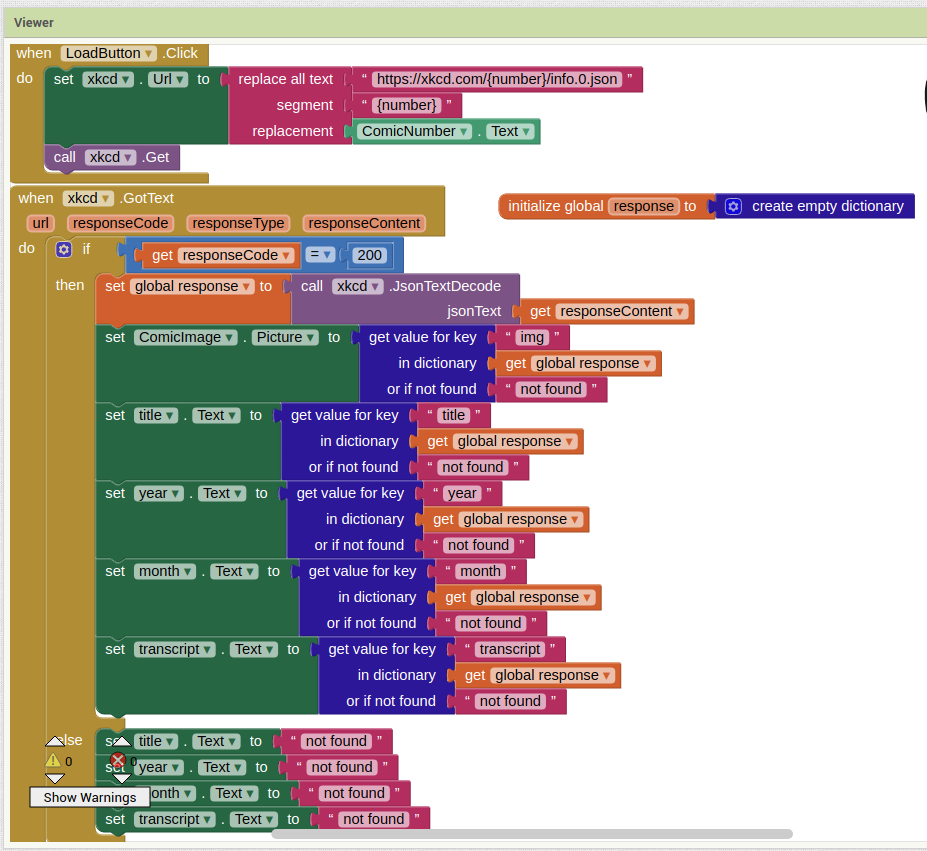 Viewer
when LoadButton .Click
do set xkcd . Url to replace all text “ https://xkcd.com/{number}/info.0.json ”
segment “ {number} ”
replacement ComicNumber . Text
call xkcd .Get
when xkcd .GotText
initialize global response to create empty dictionary
url responseCode responseType responseContent
do if get responseCode = 200
then set global response to call xkcd .JsonTextDecode
jsonText get responseContent
set ComicImage . Picture to get value for key “ img ”
in dictionary get global response
or if not found “ not found ”
set title . Text to get value for key “ title ”
in dictionary get global response
or if not found “ not found ”
set year . Text to get value for key “ year ”
in dictionary get global response
or if not found “ not found ”
set month . Text to get value for key “ month ”
in dictionary get global response
or if not found “ not found ”
set transcript . Text to get value for key “ transcript ”
in dictionary get global response
or if not found “ not found ”
title . Text to “ not found ”
0 0
year . Text to “ not found ”
. Text to “ not found ”
Show Warnings
set transcript . Text to “ not found ”